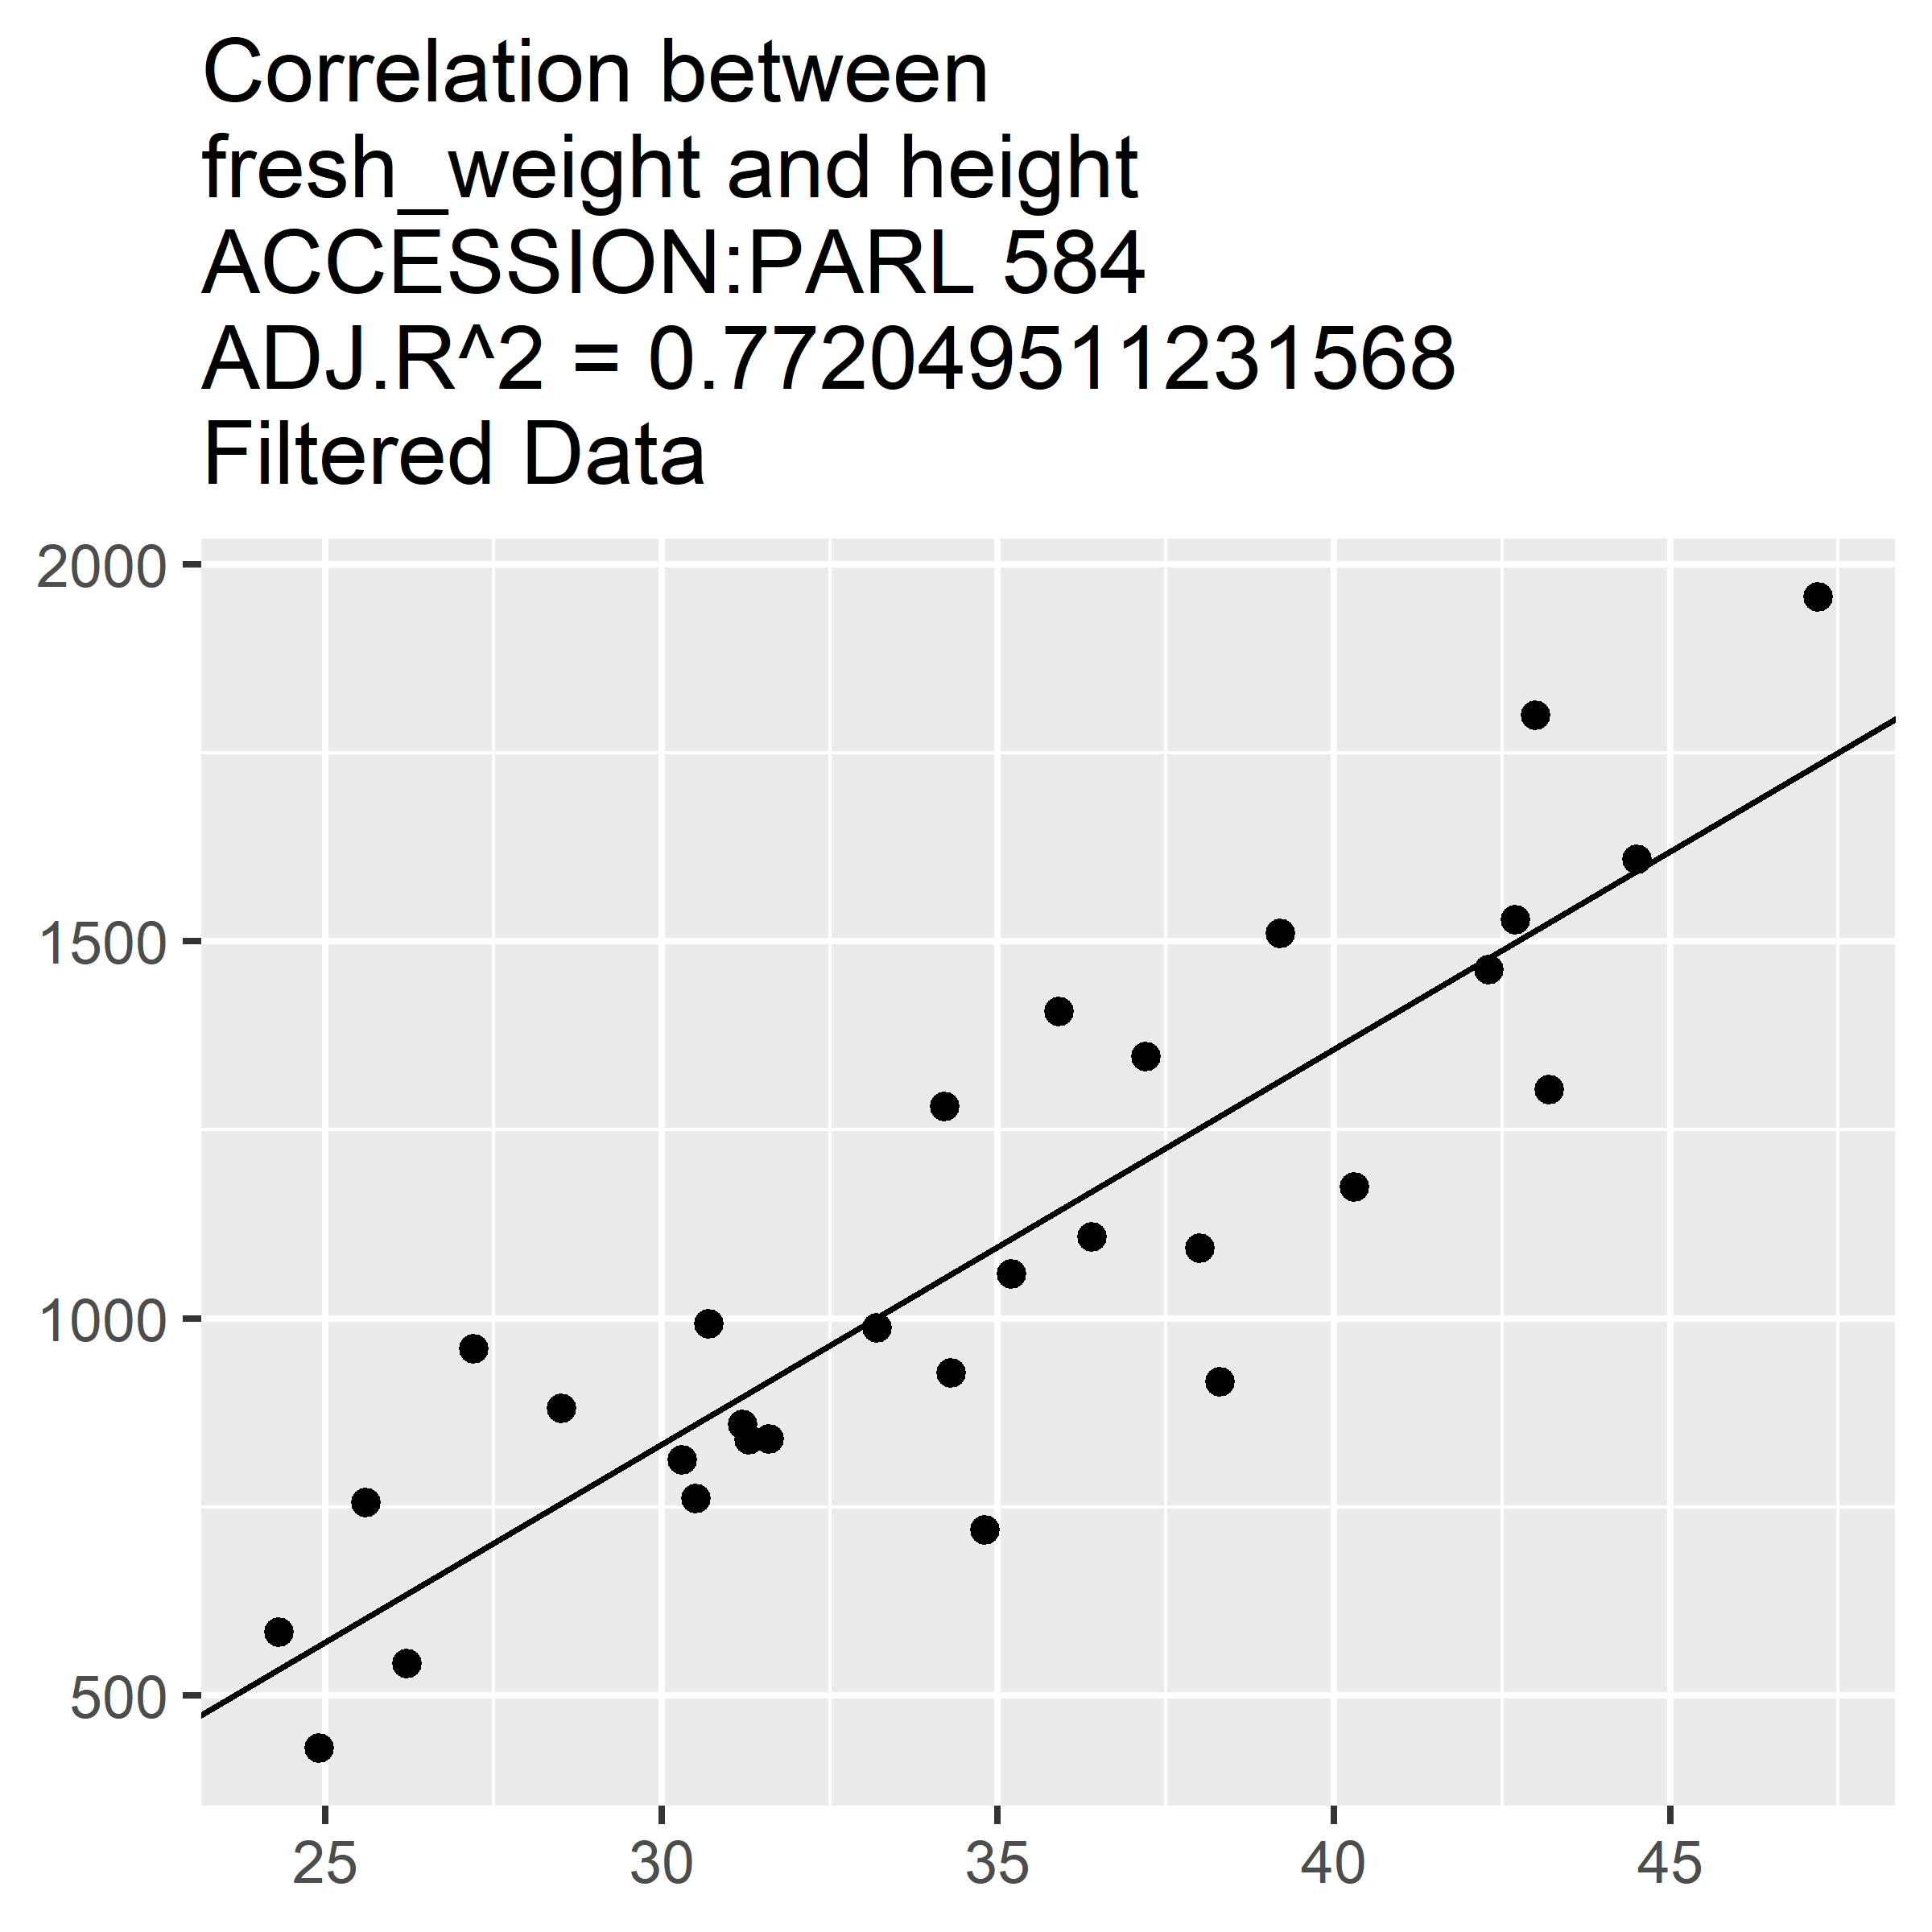 Correlation between
fresh_weight and height
ACCESSION:PARL 584
ADJ.R^2 = 0.772049511231568
Filtered Data
2000
1500
1000
500
25 30 35 40 45